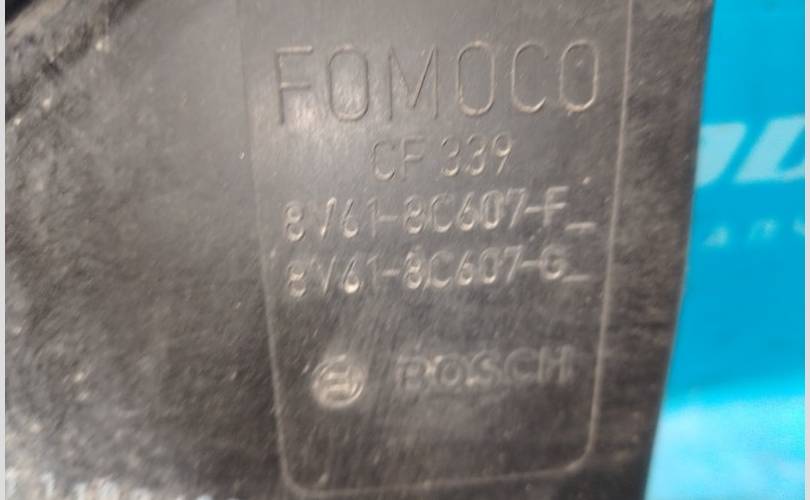 FOMOCO
CF 339
8V61-8C607-F_
8V61-8C607-G_
BOSCH